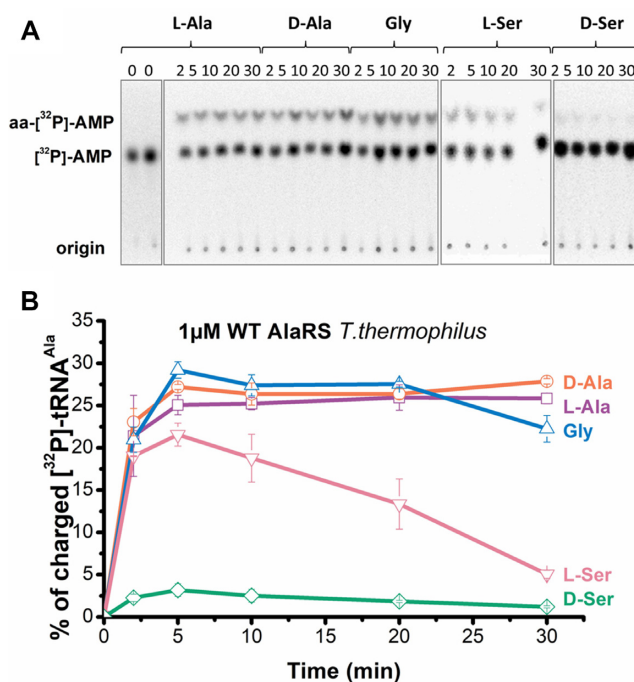 A
L-Ala D-Ala Gly L-Ser D-Ser
0 0 2 5 10 20 30 2 5 10 20 30 2 5 10 20 30 2 5 10 20 30 2 5 10 20 30
aa-[³²P]-AMP
[³²P]-AMP
origin
B
1µM WT AlaRS T.thermophilus
% of charged [³²P]-tRNAᴬˡᵃ
35
30
25
20
15
10
5
0
D-Ala
L-Ala
Gly
L-Ser
D-Ser
0 5 10 20 30
Time (min)